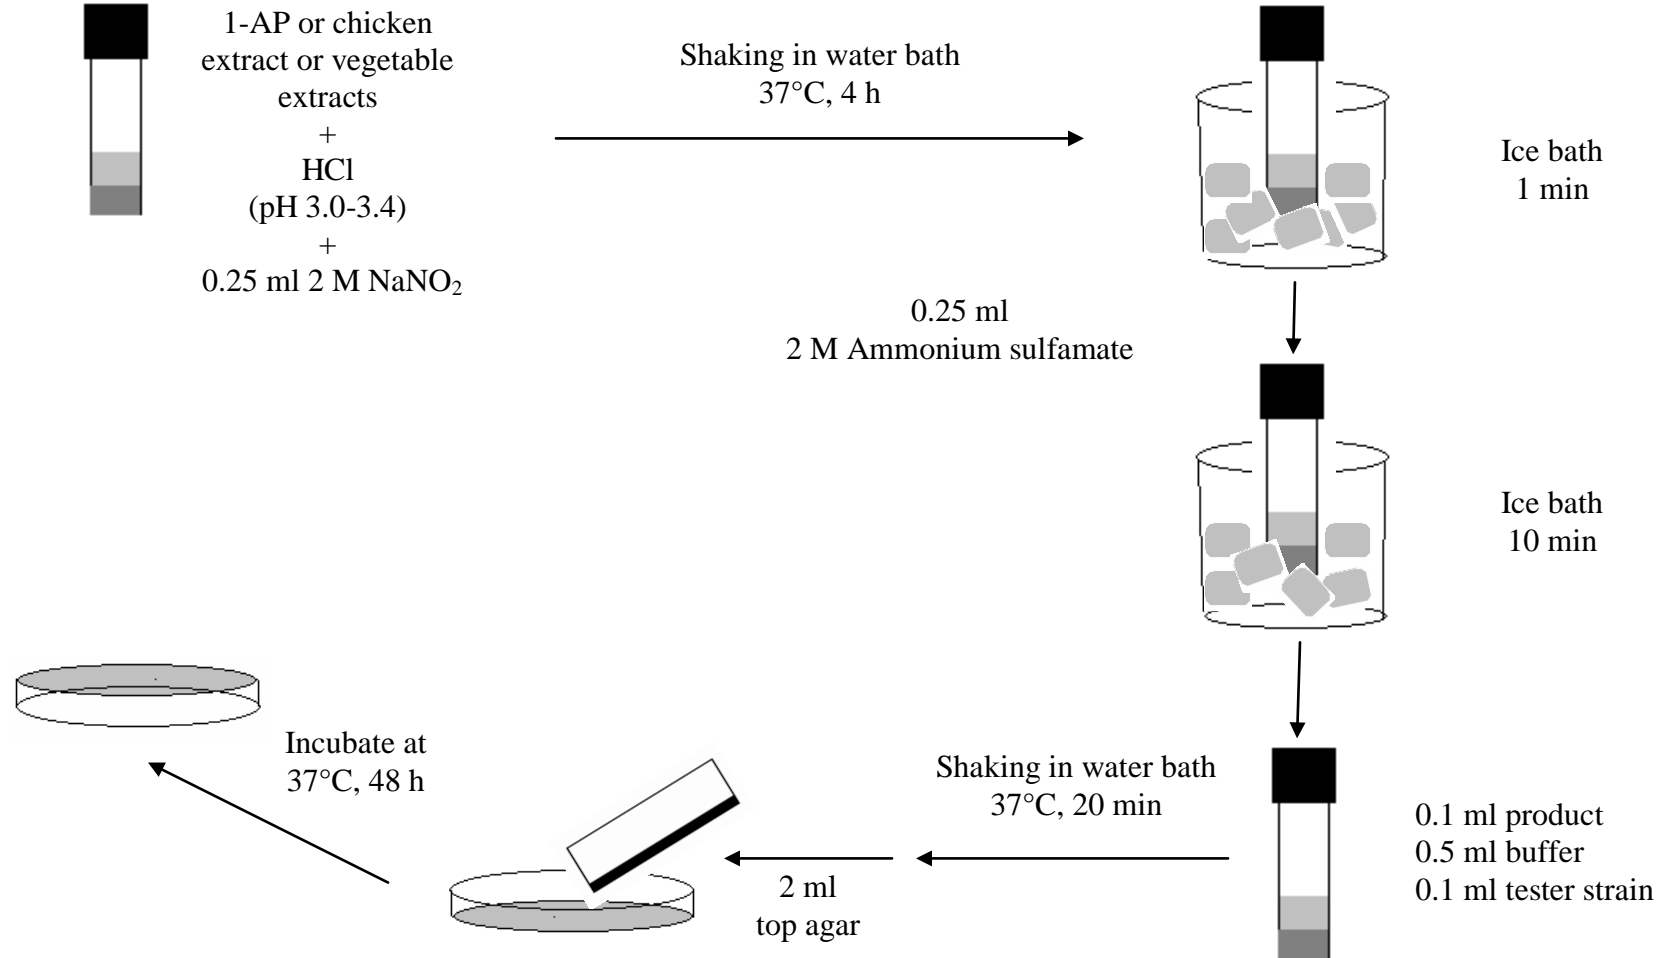 1-AP or chicken
extract or vegetable
extracts
+
HCl
(pH 3.0-3.4)
+
0.25 ml 2 M NaNO₂
Shaking in water bath
37°C, 4 h
Ice bath
1 min
0.25 ml
2 M Ammonium sulfamate
Ice bath
10 min
0.1 ml product
0.5 ml buffer
0.1 ml tester strain
Shaking in water bath
37°C, 20 min
2 ml
top agar
Incubate at
37°C, 48 h